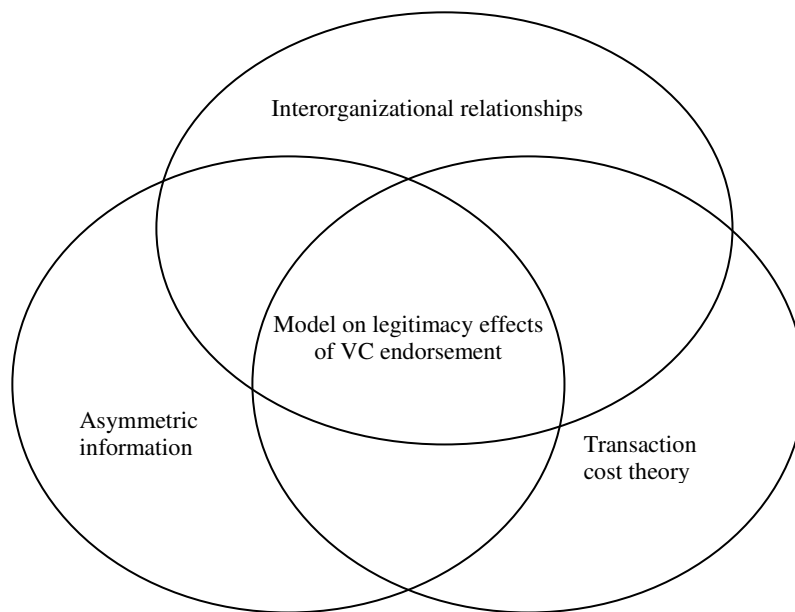 Interorganizational relationships
Model on legitimacy effects
of VC endorsement
Asymmetric
information
Transaction
cost theory